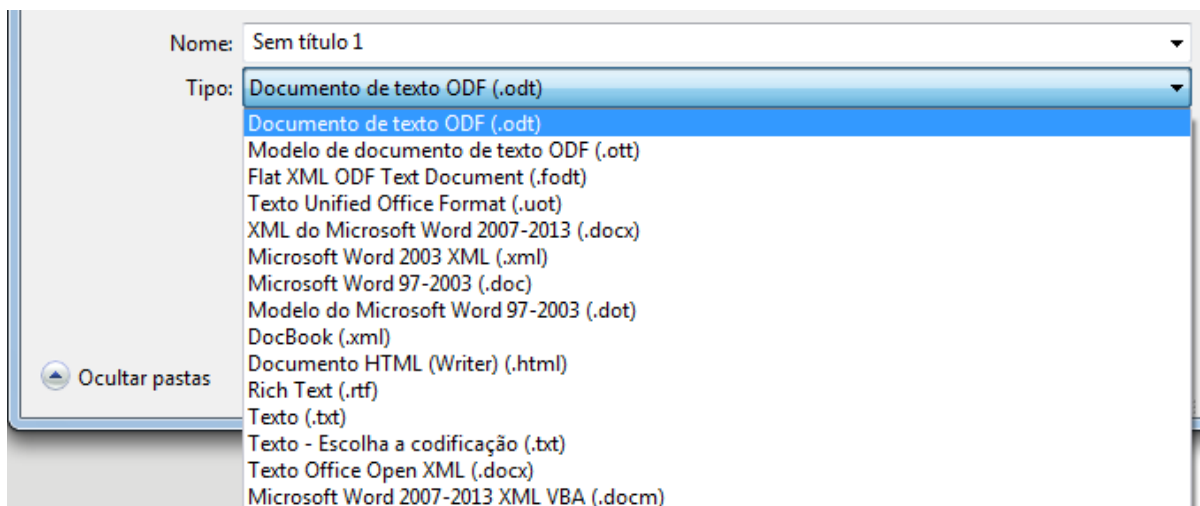 Nome: Sem título 1
Tipo: Documento de texto ODF (.odt)
Documento de texto ODF (.odt)
Modelo de documento de texto ODF (.ott)
Flat XML ODF Text Document (.fodt)
Texto Unified Office Format (.uot)
XML do Microsoft Word 2007-2013 (.docx)
Microsoft Word 2003 XML (.xml)
Microsoft Word 97-2003 (.doc)
Modelo do Microsoft Word 97-2003 (.dot)
DocBook (.xml)
Documento HTML (Writer) (.html)
Ocultar pastas
Rich Text (.rtf)
Texto (.txt)
Texto - Escolha a codificação (.txt)
Texto Office Open XML (.docx)
Microsoft Word 2007-2013 XML VBA (.docm)